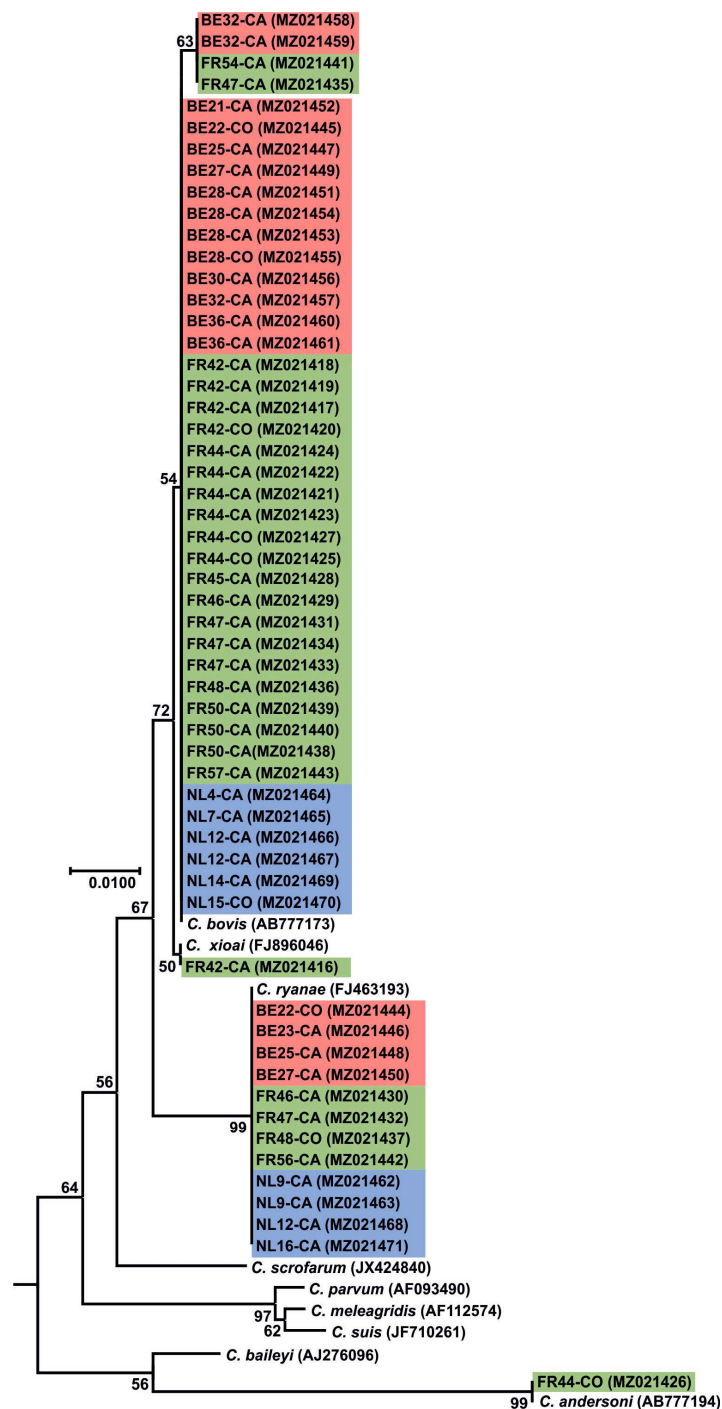 BE32-CA (MZ021458)
63
BE32-CA (MZ021459)
FR54-CA (MZ021441)
FR47-CA (MZ021435)
BE21-CA (MZ021452)
BE22-CO (MZ021445)
BE25-CA (MZ021447)
BE27-CA (MZ021449)
BE28-CA (MZ021451)
BE28-CA (MZ021454)
BE28-CA (MZ021453)
BE28-CO (MZ021455)
BE30-CA (MZ021456)
BE32-CA (MZ021457)
BE36-CA (MZ021460)
BE36-CA (MZ021461)
FR42-CA (MZ021418)
FR42-CA (MZ021419)
FR42-CA (MZ021417)
FR42-CO (MZ021420)
FR44-CA (MZ021424)
54
FR44-CA (MZ021422)
FR44-CA (MZ021421)
FR44-CA (MZ021423)
FR44-CO (MZ021427)
FR44-CO (MZ021425)
FR45-CA (MZ021428)
FR46-CA (MZ021429)
FR47-CA (MZ021431)
FR47-CA (MZ021434)
FR47-CA (MZ021433)
FR48-CA (MZ021436)
72
FR50-CA (MZ021439)
FR50-CA (MZ021440)
FR50-CA(MZ021438)
FR57-CA (MZ021443)
NL4-CA (MZ021464)
NL7-CA (MZ021465)
NL12-CA (MZ021466)
NL12-CA (MZ021467)
0.0100
NL14-CA (MZ021469)
NL15-CO (MZ021470)
67
C. bovis (AB777173)
C. xioai (FJ896046)
50
FR42-CA (MZ021416)
C. ryanae (FJ463193)
BE22-CO (MZ021444)
BE23-CA (MZ021446)
BE25-CA (MZ021448)
BE27-CA (MZ021450)
56
FR46-CA (MZ021430)
FR47-CA (MZ021432)
99
FR48-CO (MZ021437)
FR56-CA (MZ021442)
NL9-CA (MZ021462)
64
NL9-CA (MZ021463)
NL12-CA (MZ021468)
NL16-CA (MZ021471)
C. scrofarum (JX424840)
C. parvum (AF093490)
97
C. meleagridis (AF112574)
62
C. suis (JF710261)
C. baileyi (AJ276096)
56
FR44-CO (MZ021426)
99
C. andersoni (AB777194)